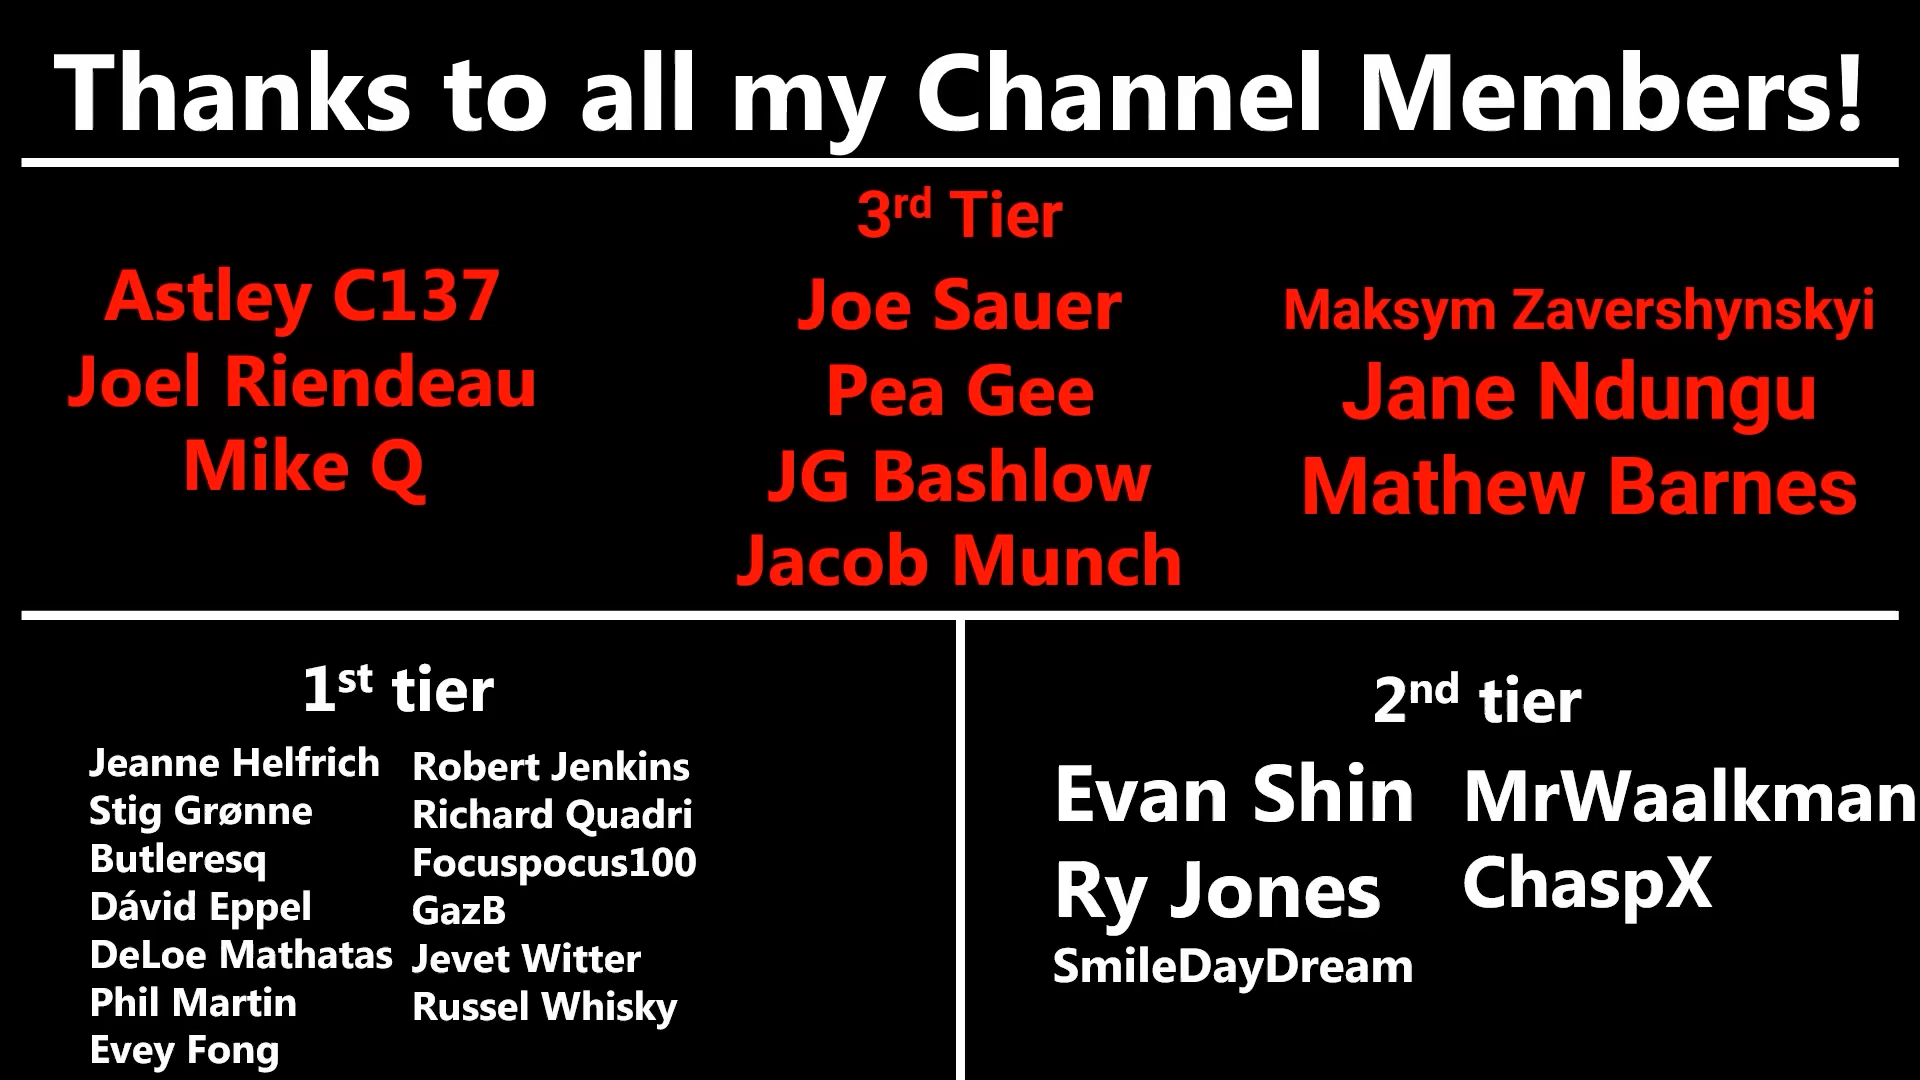 Thanks to all my Channel Members!
3rd Tier
Astley C137
Joel Riendeau
Mike Q
Joe Sauer
Pea Gee
JG Bashlow
Jacob Munch
Maksym Zavershynskyi
Jane Ndungu
Mathew Barnes
1st tier
Jeanne Helfrich
Stig Grønne
Butleresq
Dávid Eppel
DeLoe Mathatas
Phil Martin
Evey Fong
Robert Jenkins
Richard Quadri
Focuspocus100
GazB
Jevet Witter
Russel Whisky
2nd tier
Evan Shin
Ry Jones
SmileDayDream
MrWaalkman
ChaspX